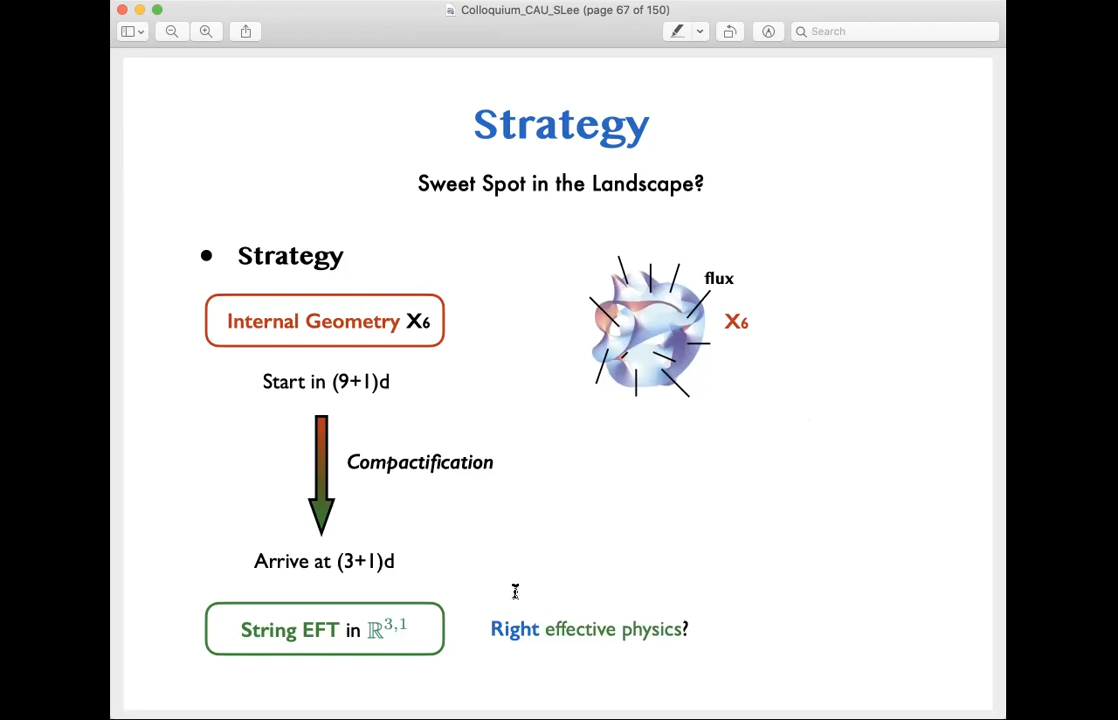 Colloquium_CAU_SLee (page 67 of 150)
Search
Strategy
Sweet Spot in the Landscape?
• Strategy
flux
Internal Geometry X₆
X₆
Start in (9+1)d
Compactification
Arrive at (3+1)d
String EFT in ℝ³,¹
Right effective physics?